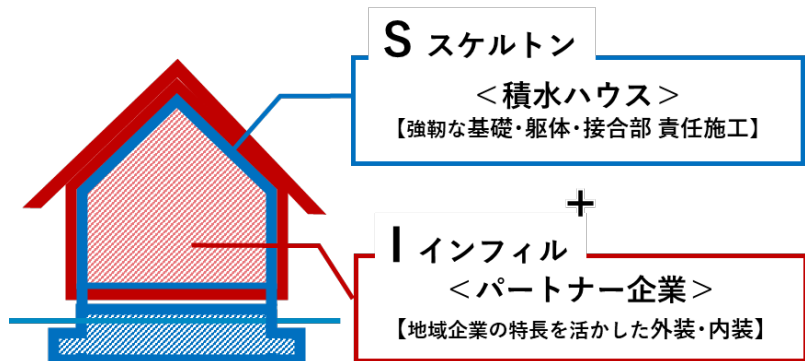 S スケルトン
＜積水ハウス＞
【強靭な基礎・躯体・接合部 責任施工】
＋
I インフィル
＜パートナー企業＞
【地域企業の特長を活かした外装・内装】